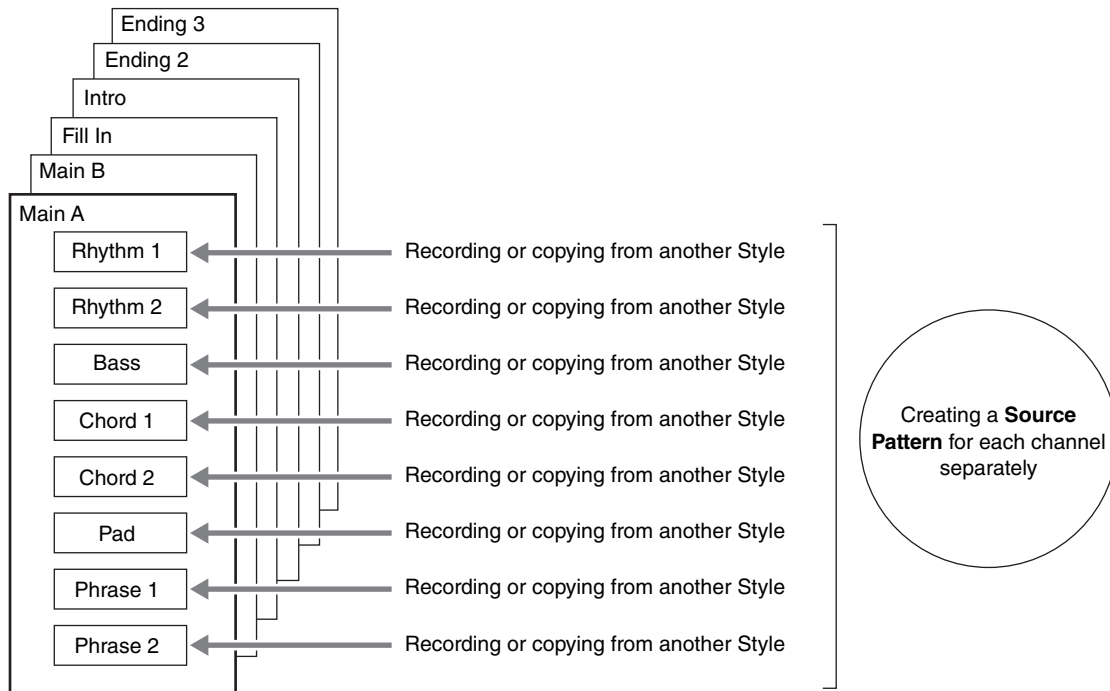 Ending 3
Ending 2
Intro
Fill In
Main B
Main A
Rhythm 1
Recording or copying from another Style
Rhythm 2
Recording or copying from another Style
Bass
Recording or copying from another Style
Chord 1
Recording or copying from another Style
Chord 2
Recording or copying from another Style
Pad
Recording or copying from another Style
Phrase 1
Recording or copying from another Style
Phrase 2
Recording or copying from another Style
Creating a Source
Pattern for each channel
separately